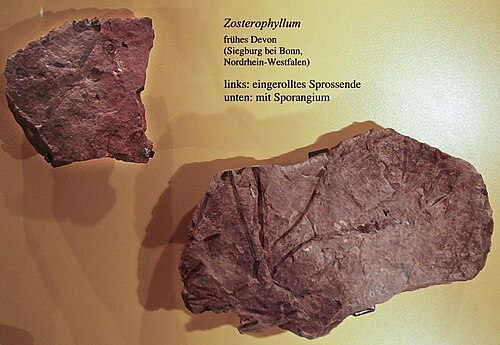 Zosterophyllum
frühes Devon
(Siegburg bei Bonn,
Nordrhein-Westfalen)
links: eingerolltes Sprossende
unten: mit Sporangium